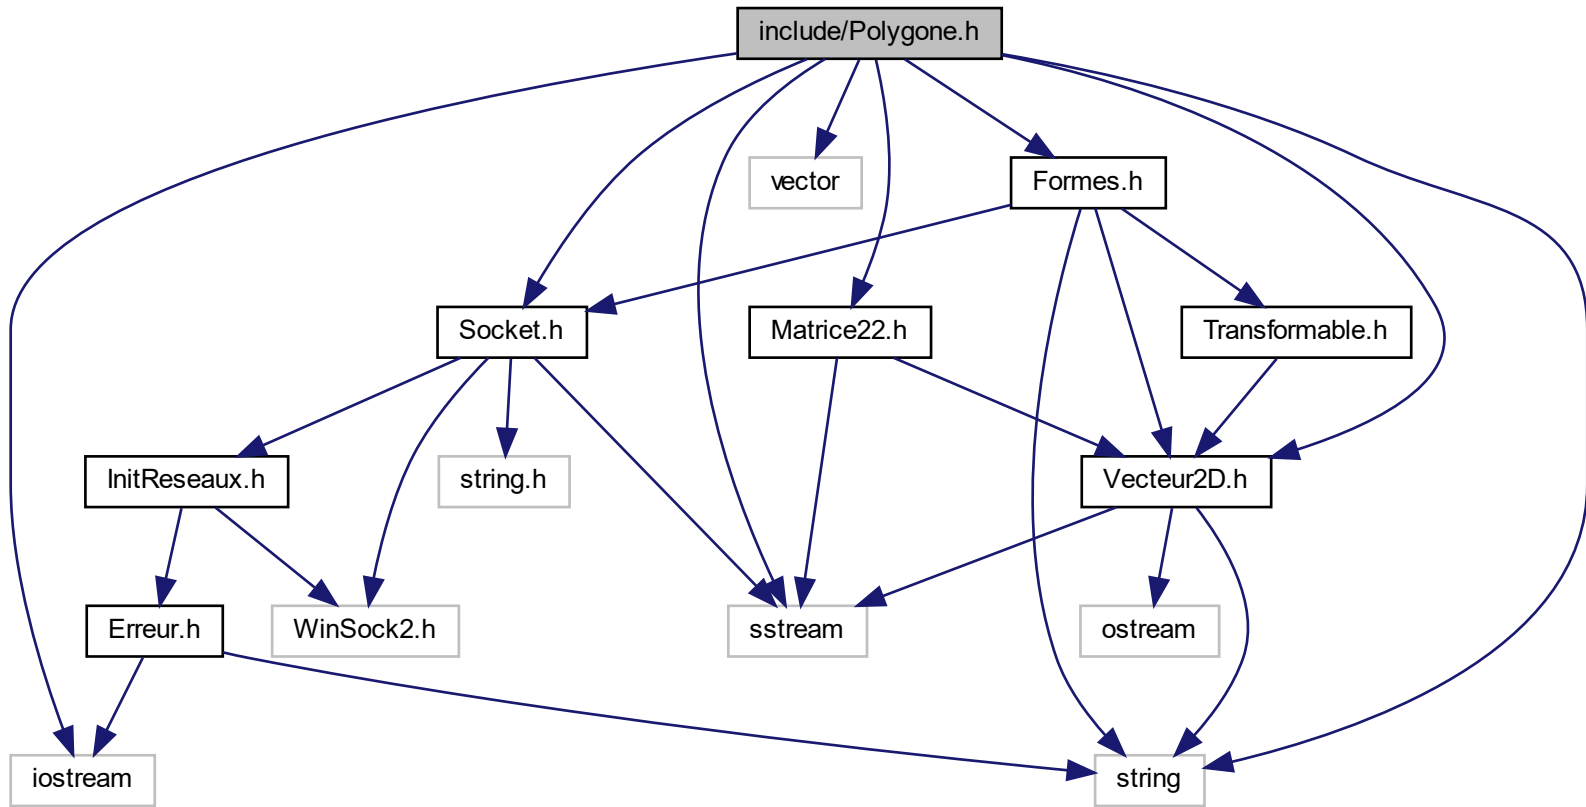 include/Polygone.h
vector
Formes.h
Socket.h
Matrice22.h
Transformable.h
InitReseaux.h
string.h
Vecteur2D.h
Erreur.h
WinSock2.h
sstream
ostream
iostream
string